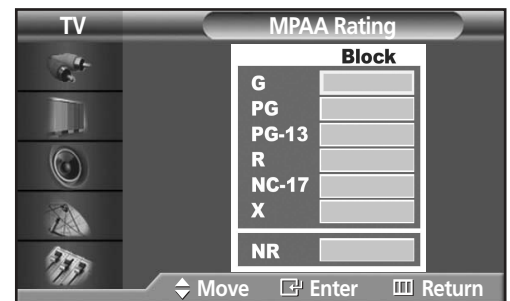 TV MPAA Rating
Block
G
PG
PG-13
R
NC-17
X
NR
Move Enter Return